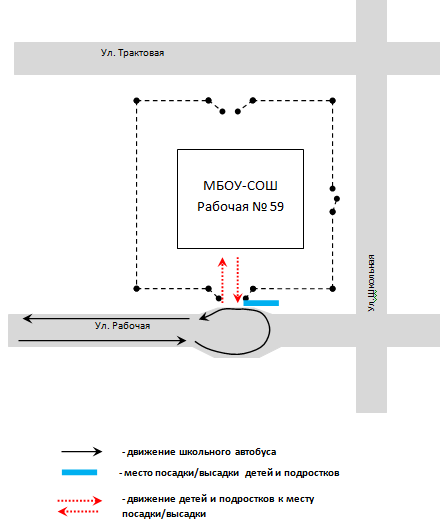 Ул. Трактовая
МБОУ-СОШ
Рабочая № 59
Ул.Школьная
Ул. Рабочая
- движение школьного автобуса
- место посадки/высадки детей и подростков
- движение детей и подростков к месту
посадки/высадки